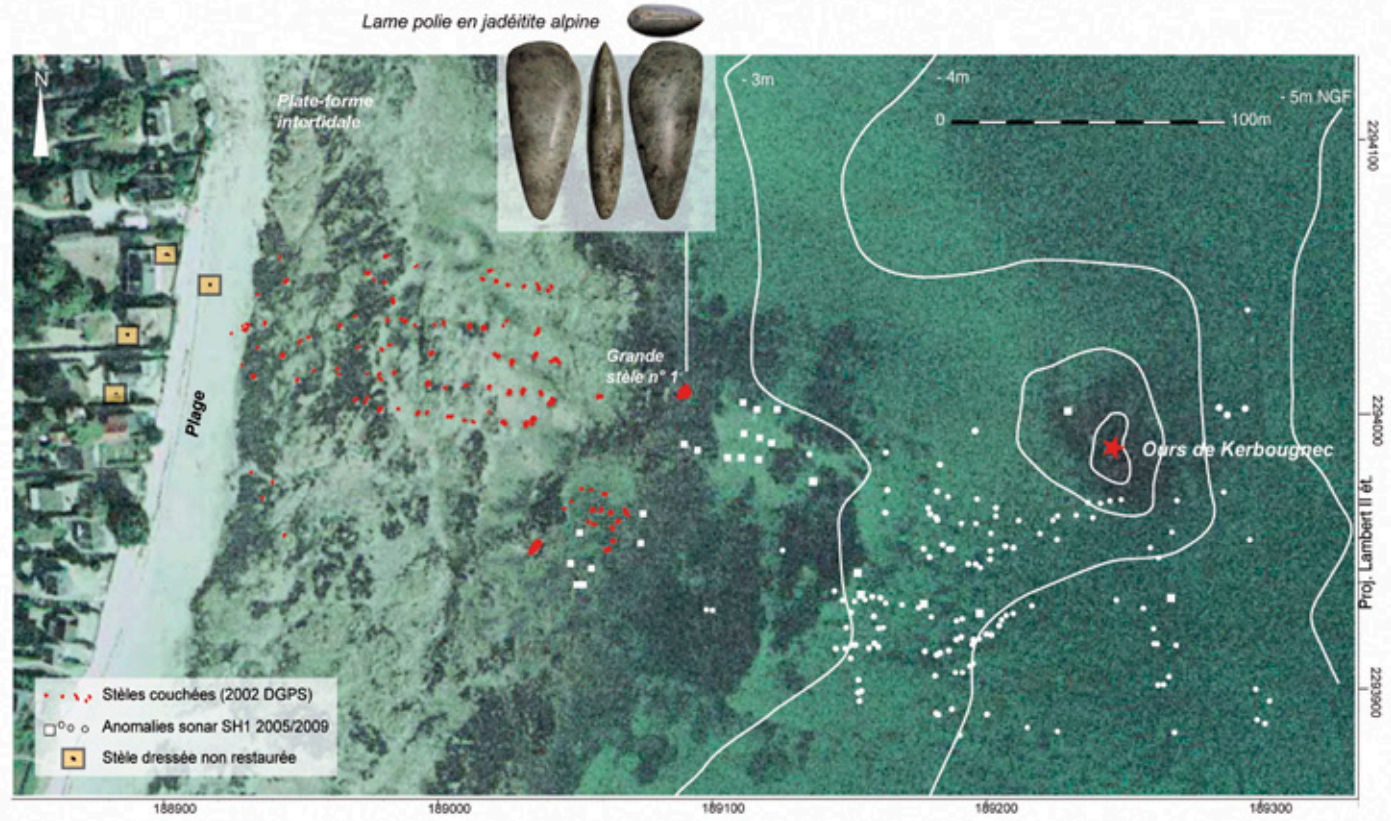 Lame polie en jadéitite alpine
N
Plate-forme
intertidale
- 3m
- 4m
- 5m NGF
0 100m
2294100
Grande
stèle n° 1
Plage
2294000
Ours de Kerbougnec
Proj. Lambert II ét.
2293900
Stèles couchées (2002 DGPS)
Anomalies sonar SH1 2005/2009
Stèle dressée non restaurée
188900 189000 189100 189200 189300